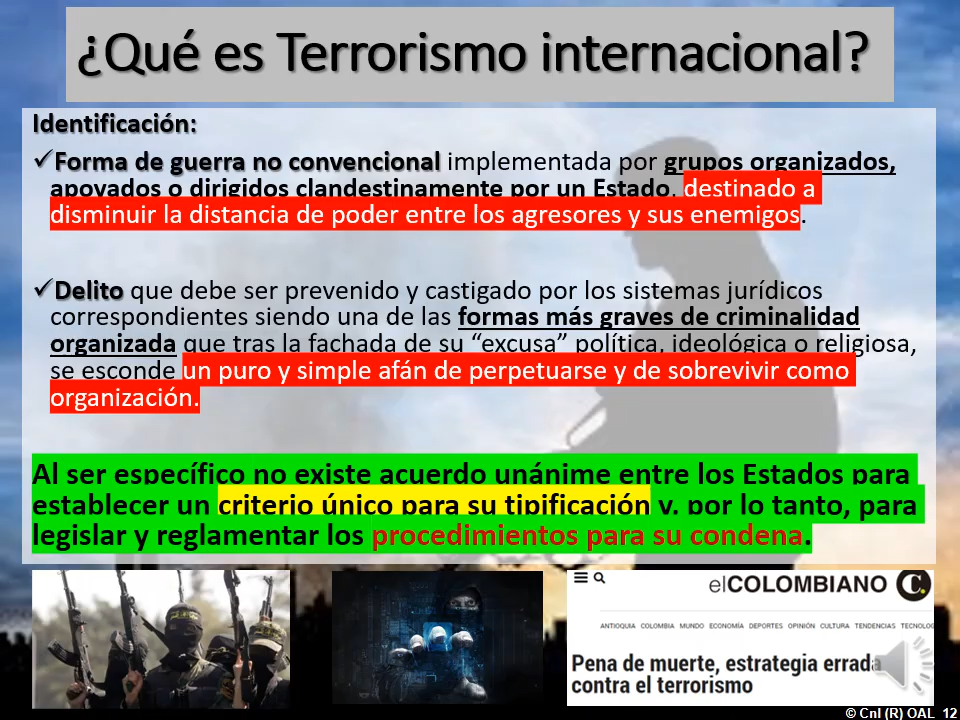 ¿Qué es Terrorismo internacional?
Identificación:
✓Forma de guerra no convencional implementada por grupos organizados,
apoyados o dirigidos clandestinamente por un Estado, destinado a
disminuir la distancia de poder entre los agresores y sus enemigos.
✓Delito que debe ser prevenido y castigado por los sistemas jurídicos
correspondientes siendo una de las formas más graves de criminalidad
organizada que tras la fachada de su “excusa” política, ideológica o religiosa,
se esconde un puro y simple afán de perpetuarse y de sobrevivir como
organización.
Al ser específico no existe acuerdo unánime entre los Estados para
establecer un criterio único para su tipificación y, por lo tanto, para
legislar y reglamentar los procedimientos para su condena.
elCOLOMBIANO C.
ANTIOQUIA COLOMBIA MUNDO ECONOMÍA DEPORTES OPINIÓN CULTURA TENDENCIAS TECNOLOG
Pena de muerte, estrategia errada
contra el terrorismo
© Cnl (R) OAL 12